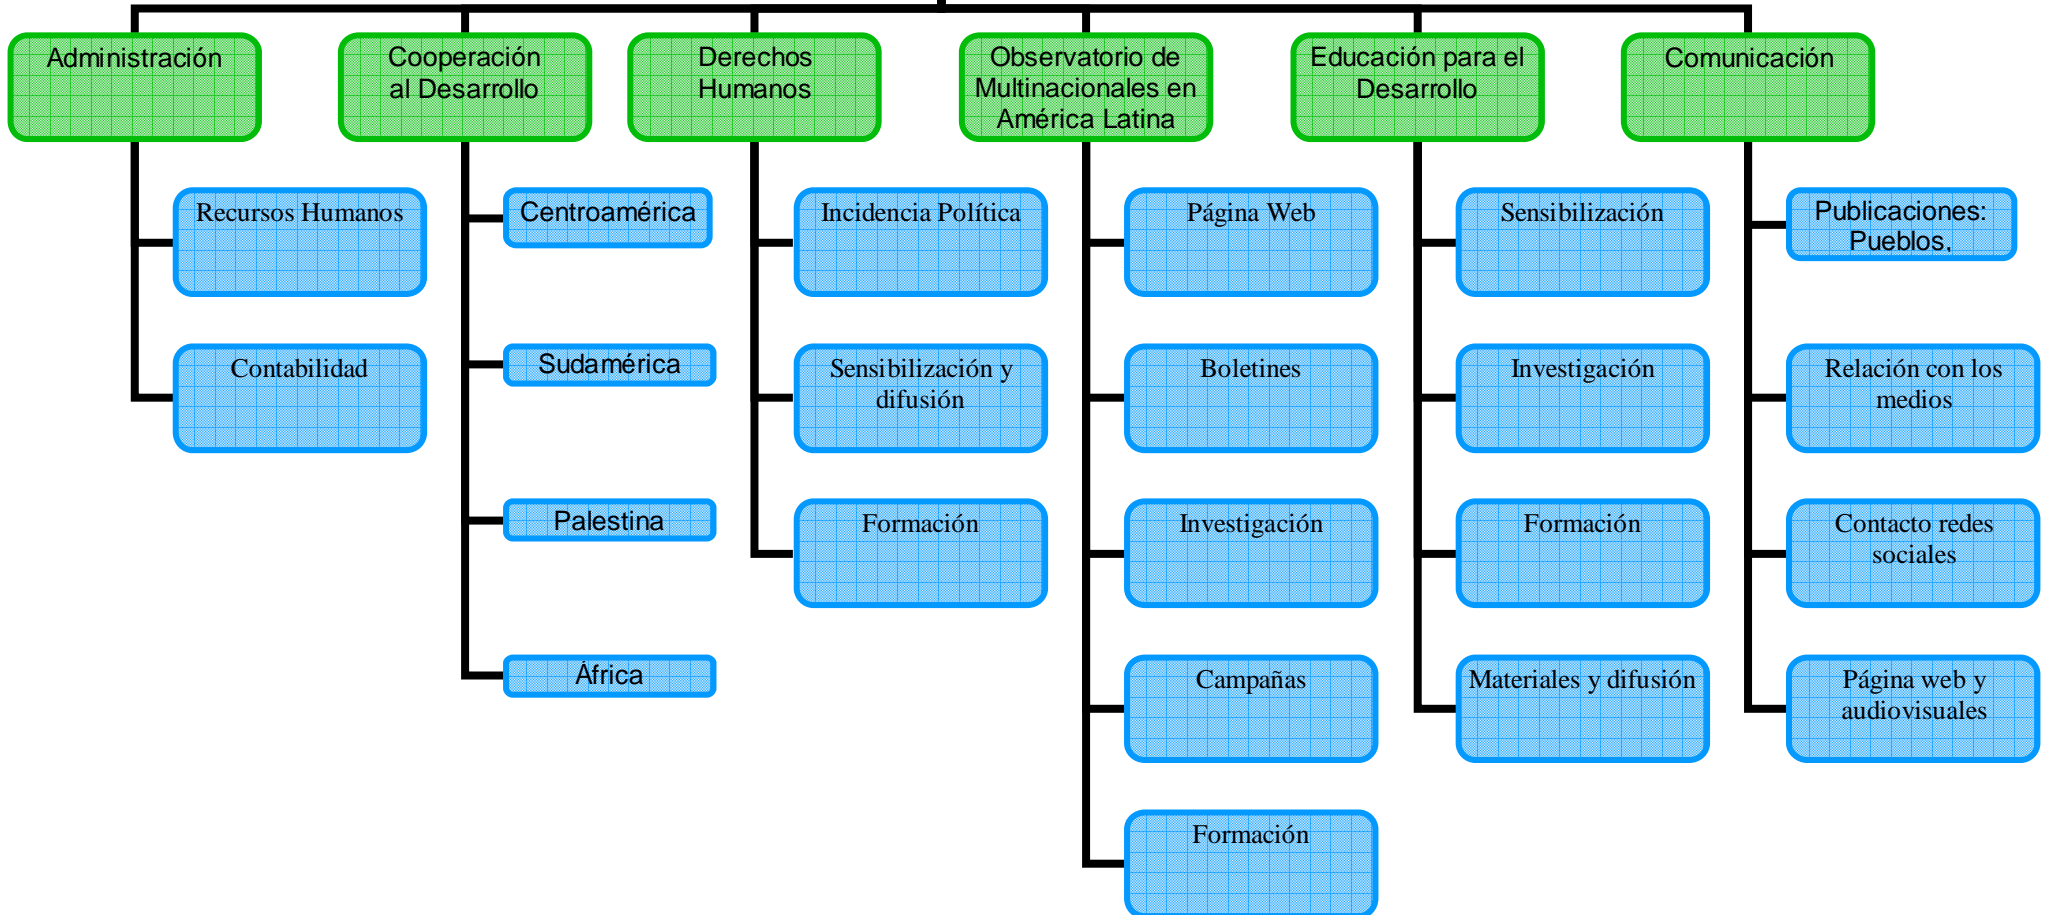 Administración
Cooperación
al Desarrollo
Derechos
Humanos
Observatorio de
Multinacionales en
América Latina
Educación para el
Desarrollo
Comunicación
Recursos Humanos
Contabilidad
Centroamérica
Sudamérica
Palestina
África
Incidencia Política
Sensibilización y
difusión
Formación
Página Web
Boletines
Investigación
Campañas
Formación
Sensibilización
Investigación
Formación
Materiales y difusión
Publicaciones:
Pueblos,
Relación con los
medios
Contacto redes
sociales
Página web y
audiovisuales